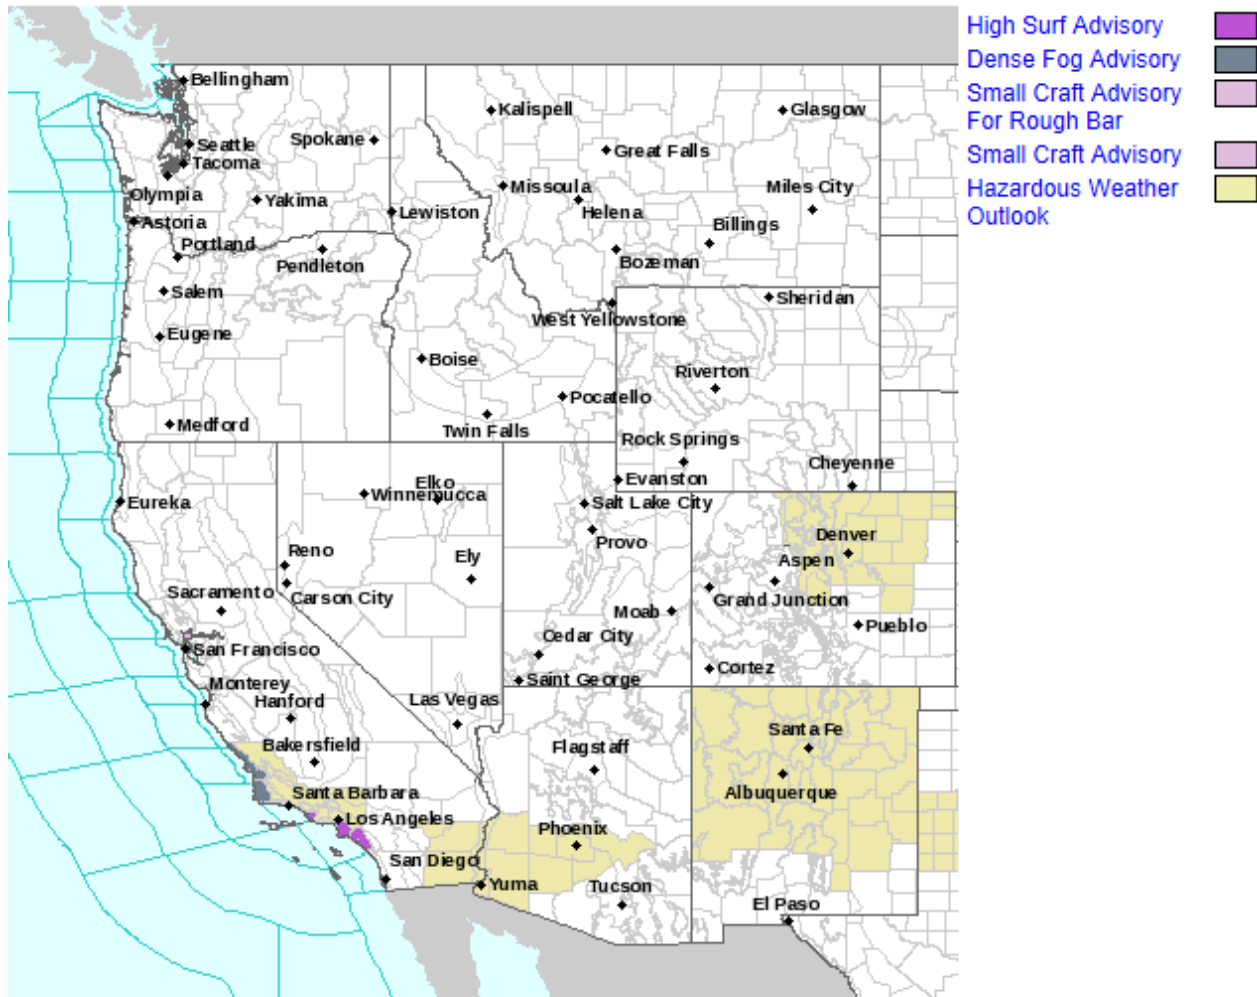 High Surf Advisory
Dense Fog Advisory
Small Craft Advisory
For Rough Bar
Small Craft Advisory
Hazardous Weather
Outlook
Bellingham
Kalispell
Glasgow
Seattle
Spokane
Great Falls
Tacoma
Olympia
Missoula
Miles City
Yakima
Helena
Lewiston
Astoria
Billings
Portland
Pendleton
Bozeman
Salem
Sheridan
West Yellowstone
Eugene
Boise
Riverton
Pocatello
Medford
Twin Falls
Rock Springs
Cheyenne
Elko
Evanston
Winnemucca
Eureka
Salt Lake City
Denver
Provo
Reno
Ely
Aspen
Sacramento
Carson City
Grand Junction
Moab
Pueblo
Cedar City
San Francisco
Cortez
Saint George
Monterey
Hanford
Las Vegas
Santa Fe
Bakersfield
Flagstaff
Santa Barbara
Albuquerque
Los Angeles
Phoenix
San Diego
Yuma
Tucson
El Paso